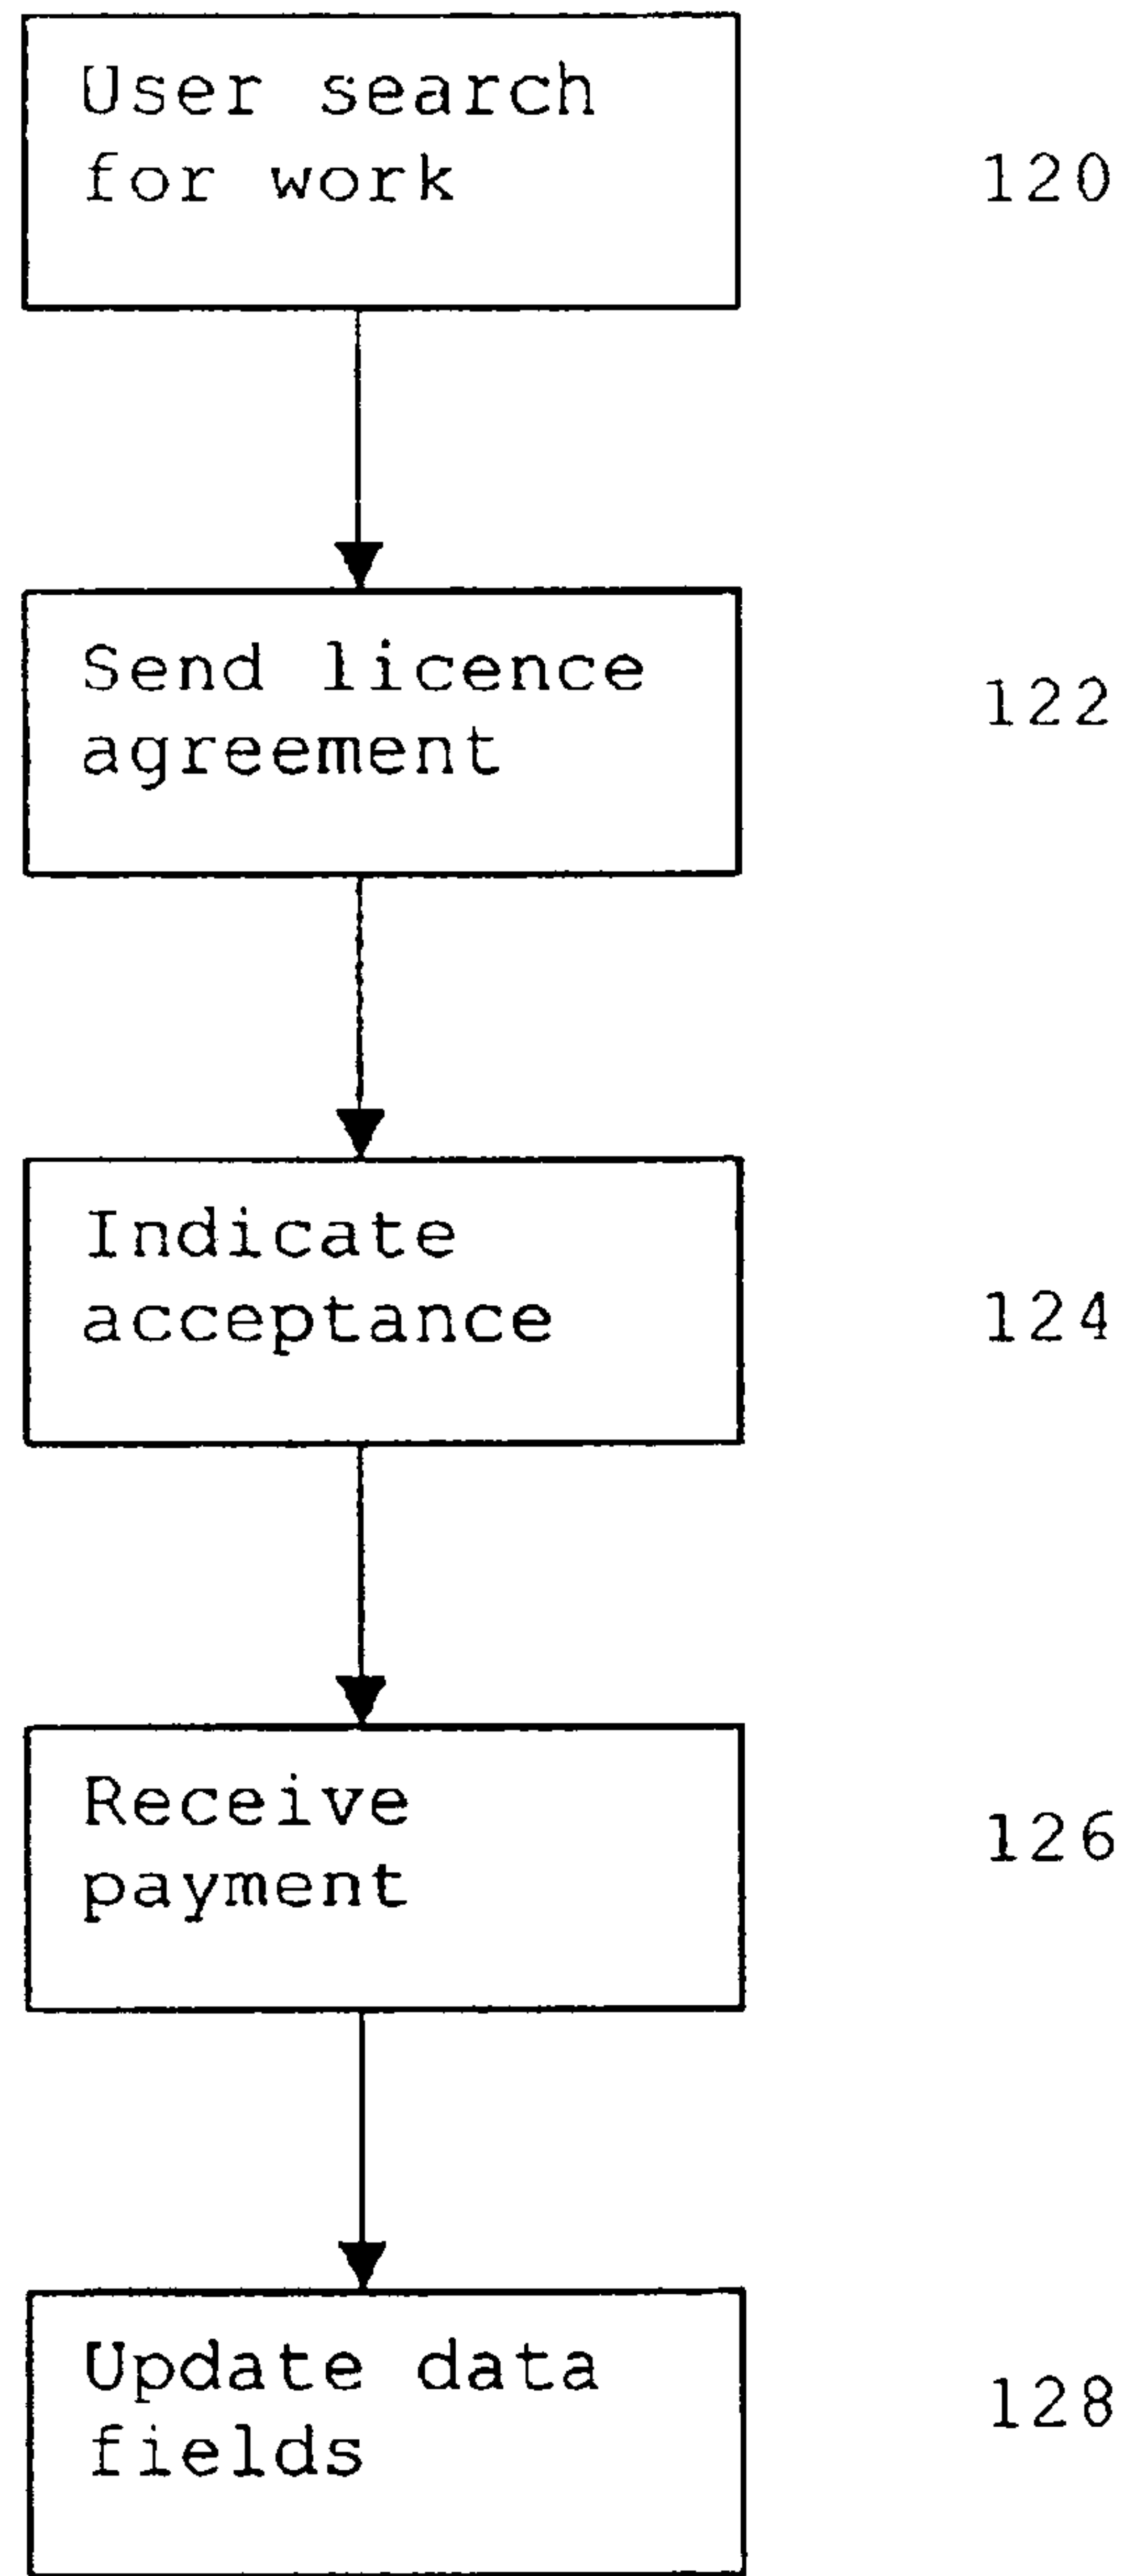 User search
for work
120
Send licence
agreement
122
Indicate
acceptance
124
Receive
payment
126
Update data
fields
128